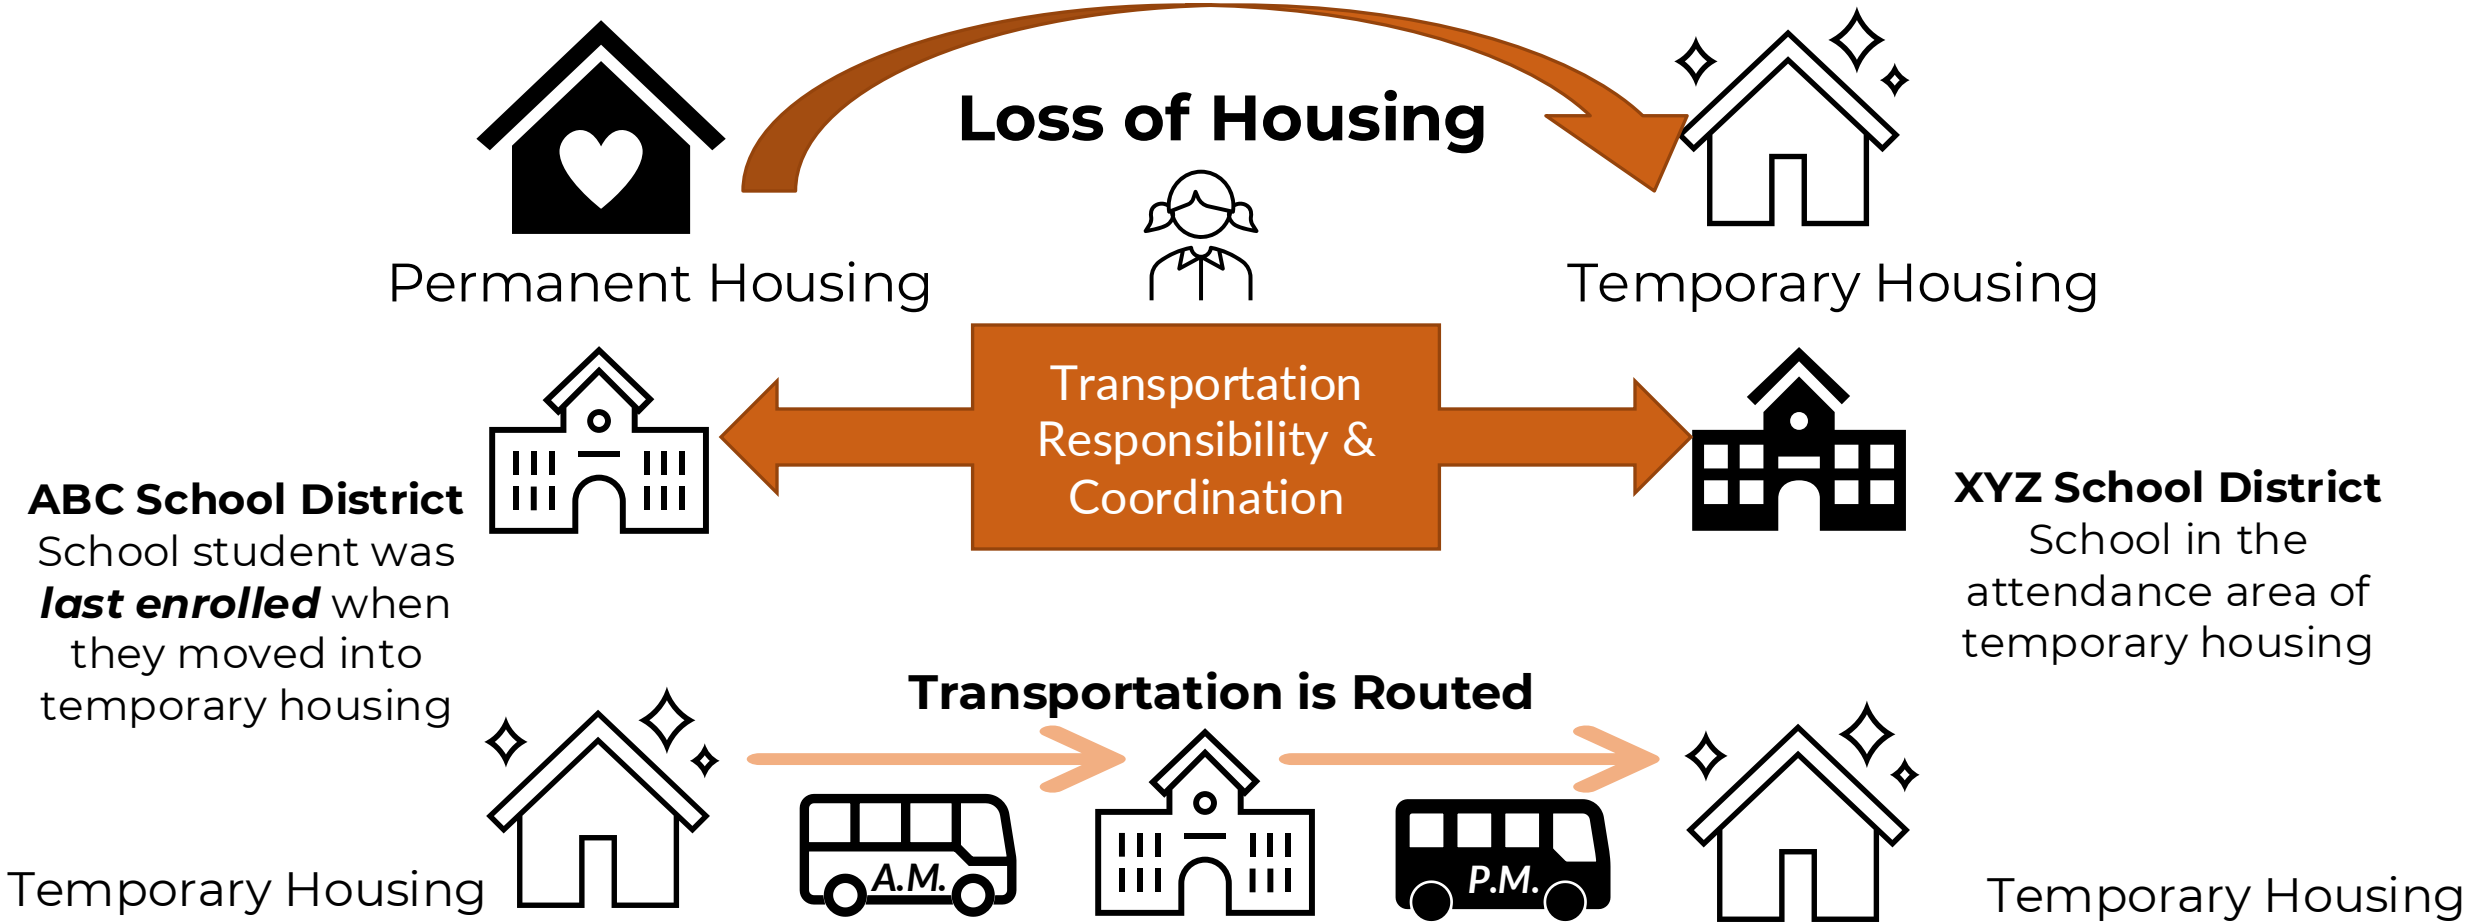 Loss of Housing
Permanent Housing
Temporary Housing
Transportation
Responsibility &
Coordination
ABC School District
School student was
last enrolled when
they moved into
temporary housing
XYZ School District
School in the
attendance area of
temporary housing
Transportation is Routed
Temporary Housing
A.M.
P.M.
Temporary Housing